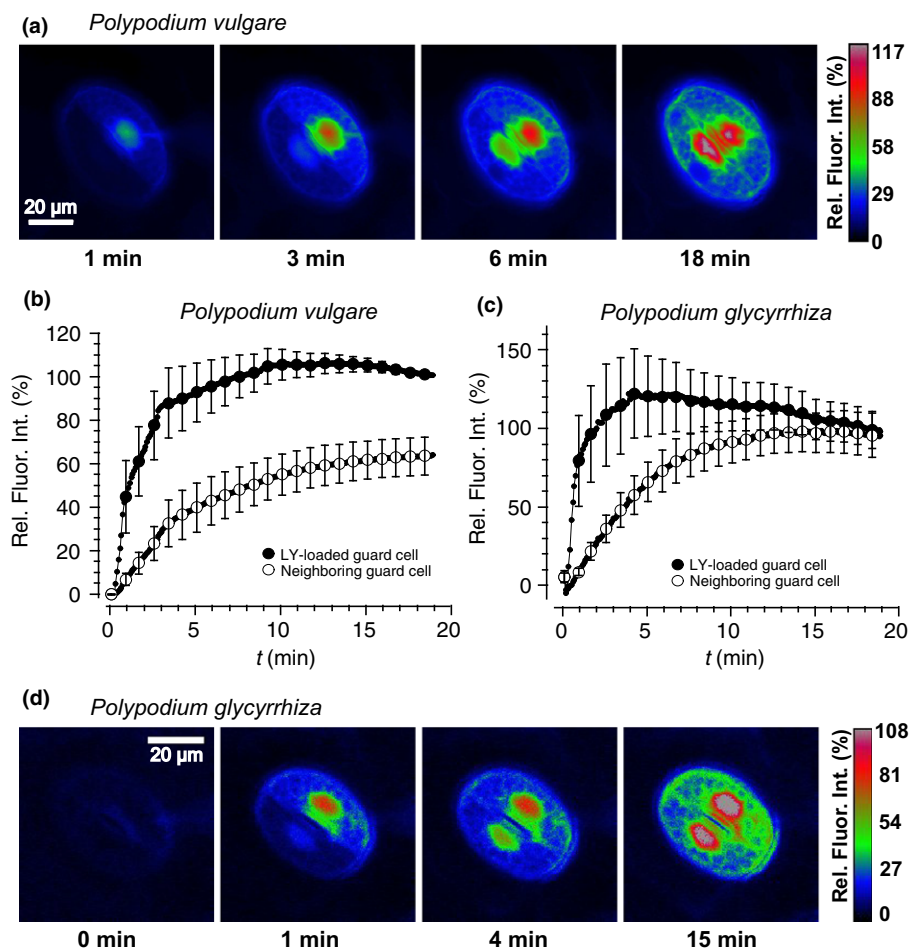 (a) Polypodium vulgare
20 µm
1 min 3 min 6 min 18 min
Rel. Fluor. Int. (%)
117
88
58
29
0
(b) Polypodium vulgare
Rel. Fluor. Int. (%)
120
100
80
60
40
20
0
LY-loaded guard cell
Neighboring guard cell
0 5 10 15 20
t (min)
(c) Polypodium glycyrrhiza
Rel. Fluor. Int. (%)
150
100
50
0
LY-loaded guard cell
Neighboring guard cell
0 5 10 15 20
t (min)
(d) Polypodium glycyrrhiza
20 µm
0 min 1 min 4 min 15 min
Rel. Fluor. Int. (%)
108
81
54
27
0